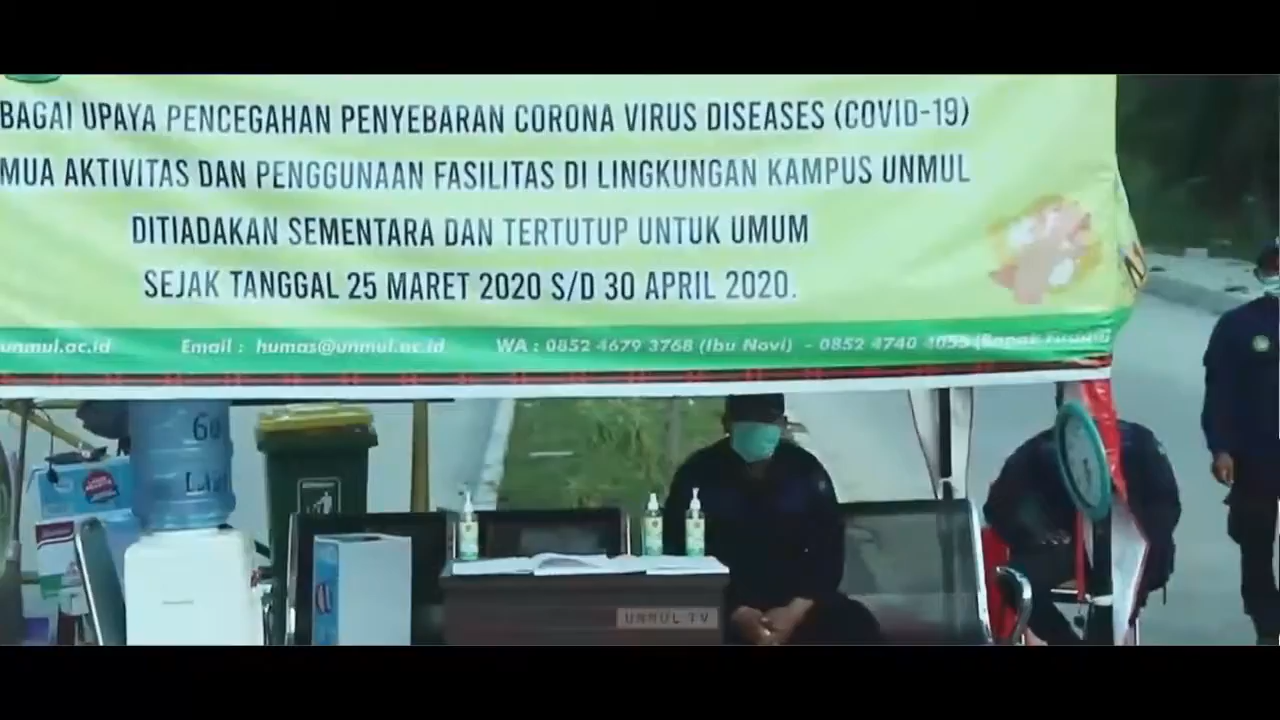 BAGAI UPAYA PENCEGAHAN PENYEBARAN CORONA VIRUS DISEASES (COVID-19)
MUA AKTIVITAS DAN PENGGUNAAN FASILITAS DI LINGKUNGAN KAMPUS UNMUL
DITIADAKAN SEMENTARA DAN TERTUTUP UNTUK UMUM
SEJAK TANGGAL 25 MARET 2020 S/D 30 APRIL 2020.
unmul.ac.id Email : humas@unmul.ac.id WA : 0852 4679 3768 (Ibu Novi) - 0852 4740 1055 (Bapak
UNMUL TV